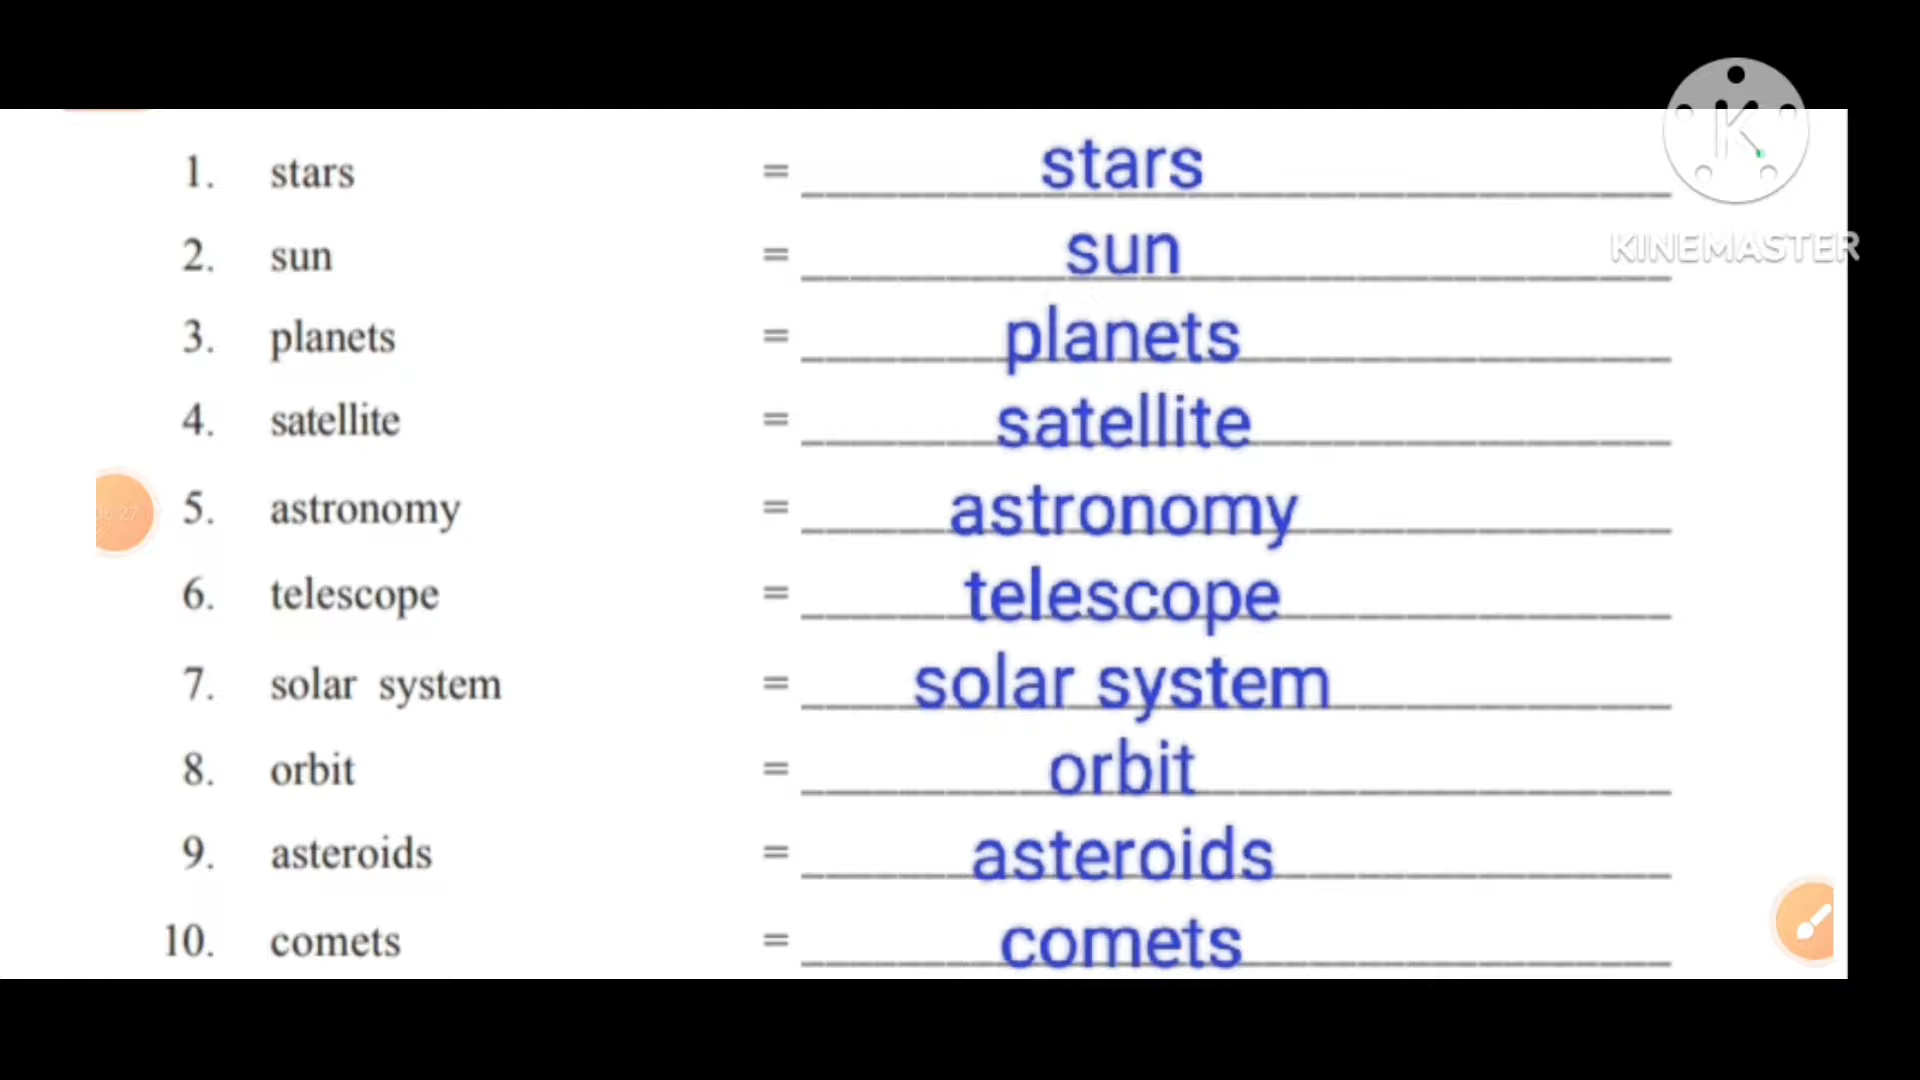 KINEMASTER
1. stars = stars
2. sun = sun
3. planets = planets
4. satellite = satellite
5. astronomy = astronomy
6. telescope = telescope
7. solar system = solar system
8. orbit = orbit
9. asteroids = asteroids
10. comets = comets